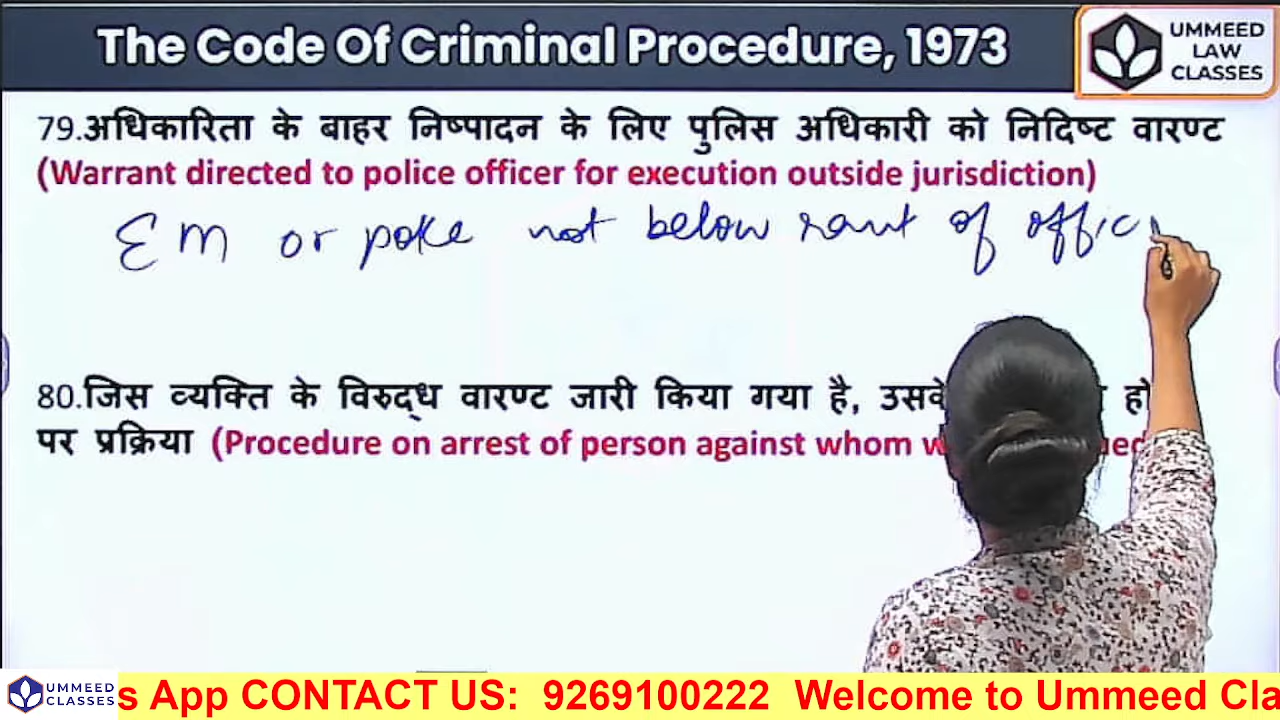 The Code Of Criminal Procedure, 1973
UMMEED
LAW
CLASSES
79.अधिकारिता के बाहर निष्पादन के लिए पुलिस अधिकारी को निदिष्ट वारण्ट
(Warrant directed to police officer for execution outside jurisdiction)
EM or police not below rant of offic
80.जिस व्यक्ति के विरुद्ध वारण्ट जारी किया गया है, उसके हो
पर प्रक्रिया (Procedure on arrest of person against whom w ued
UMMEED
CLASSES
s App CONTACT US: 9269100222 Welcome to Ummeed Cla